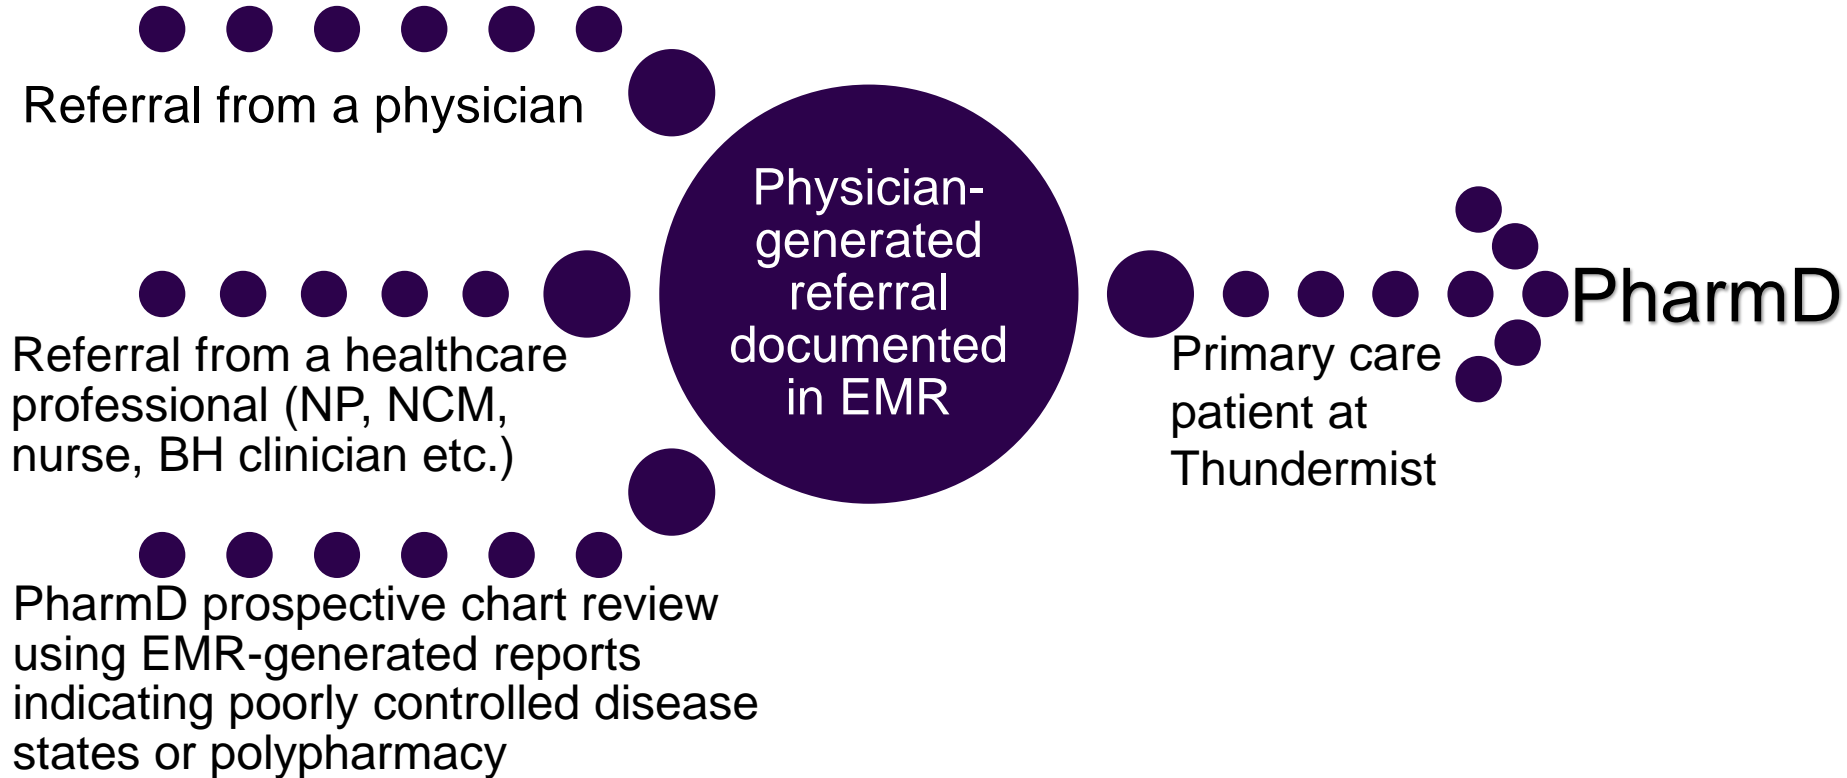 Referral from a physician
Referral from a healthcare
professional (NP, NCM,
nurse, BH clinician etc.)
PharmD prospective chart review
using EMR-generated reports
indicating poorly controlled disease
states or polypharmacy
Physician-
generated
referral
documented
in EMR
Primary care
patient at
Thundermist
PharmD